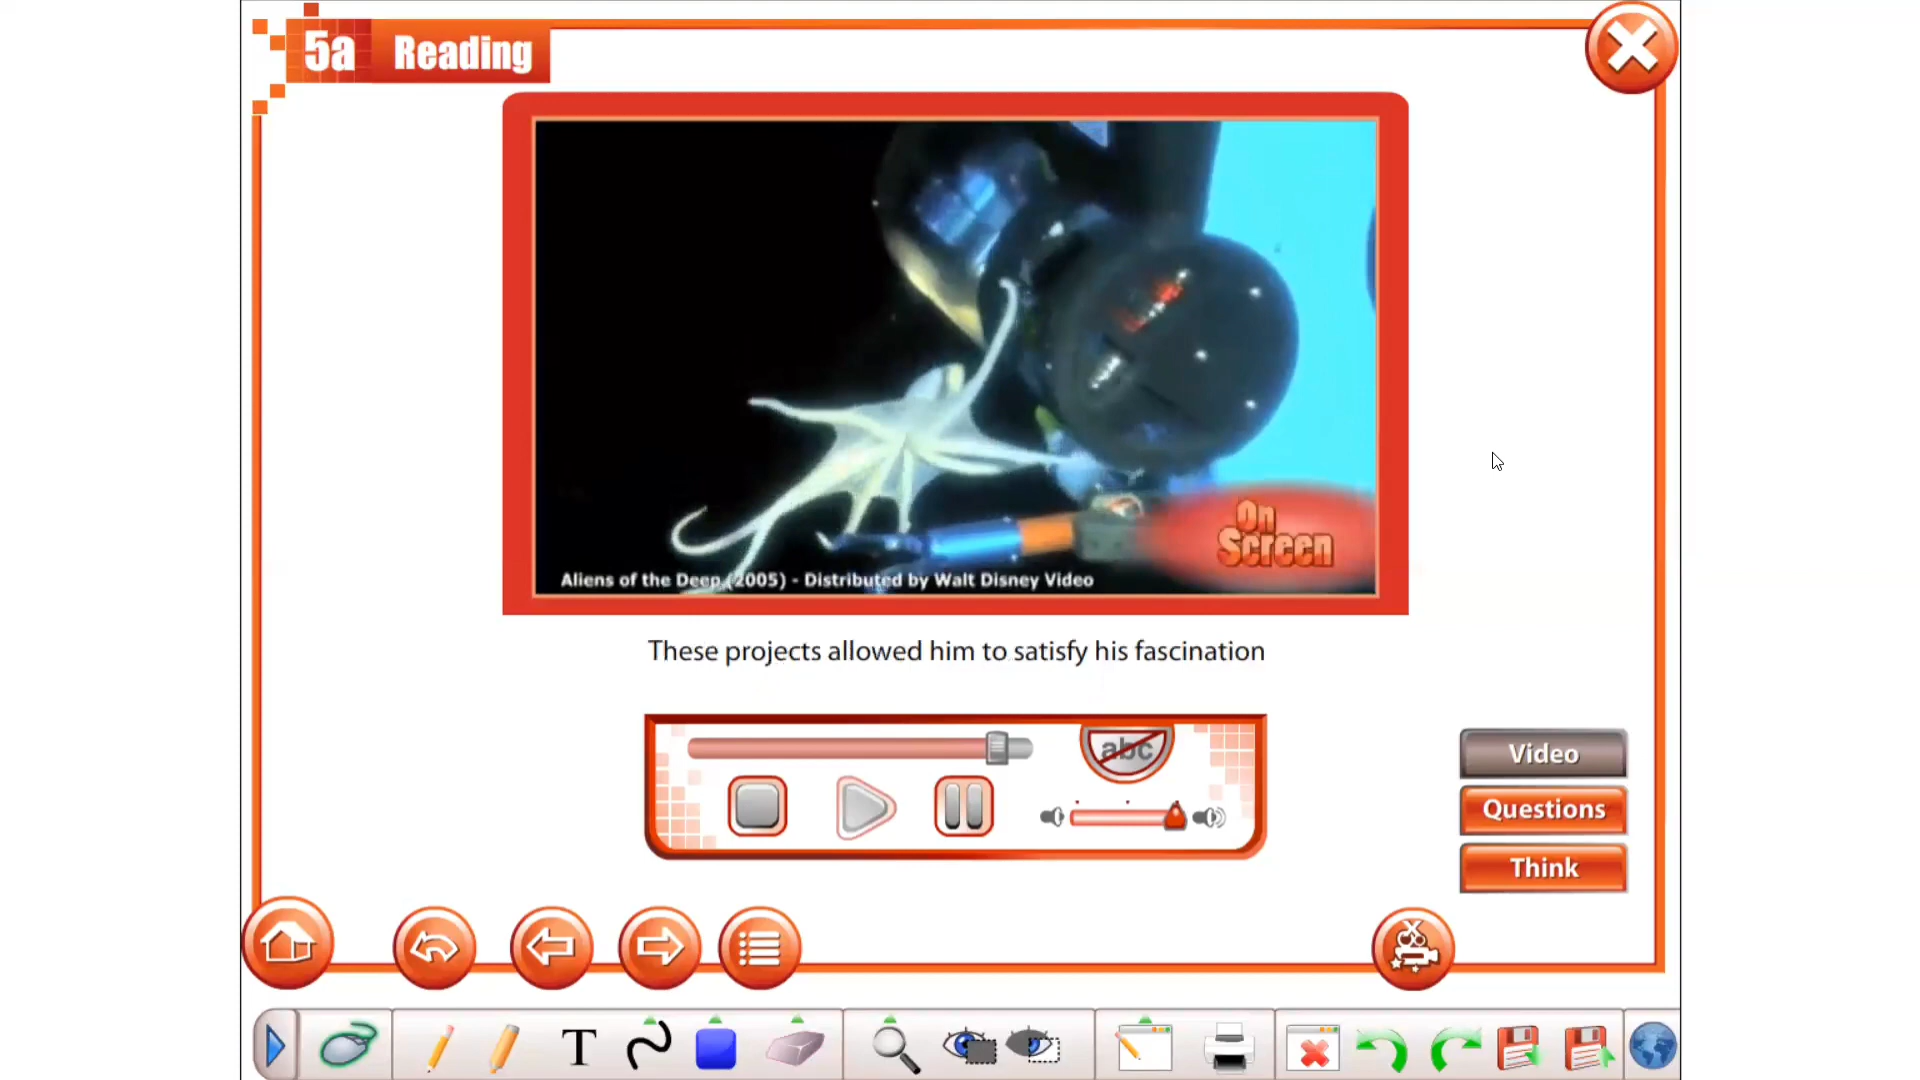 5a Reading
On
Screen
Aliens of the Deep (2005) - Distributed by Walt Disney Video
These projects allowed him to satisfy his fascination
abc
Video
Questions
Think
T